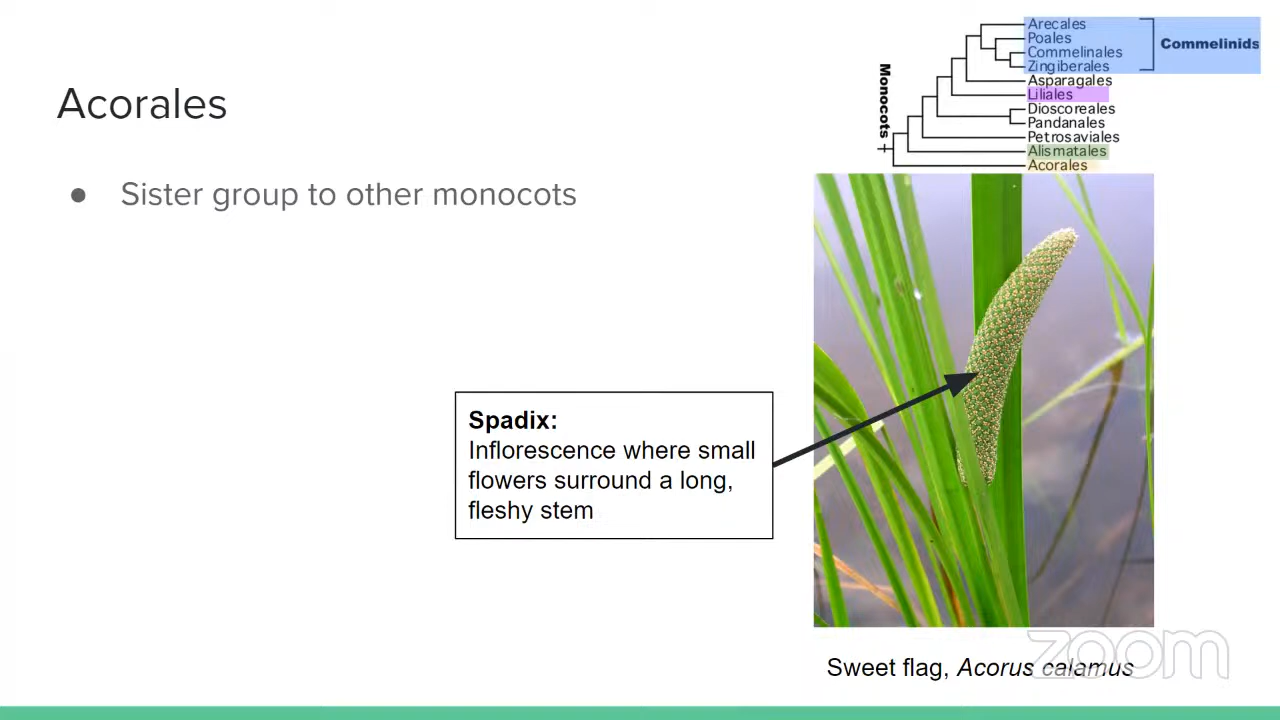 Acorales
● Sister group to other monocots
Monocots
Arecales
Poales
Commelinales
Zingiberales
Commelinids
Asparagales
Liliales
Dioscoreales
Pandanales
Petrosaviales
Alismatales
Acorales
Spadix:
Inflorescence where small
flowers surround a long,
fleshy stem
Sweet flag, Acorus calamus
zoom